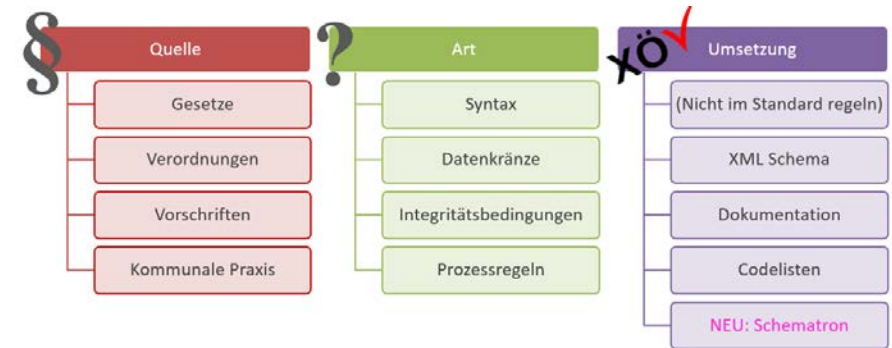 §
Quelle
Gesetze
Verordnungen
Vorschriften
Kommunale Praxis
?
Art
Syntax
Datenkränze
Integritätsbedingungen
Prozessregeln
XÖ
Umsetzung
(Nicht im Standard regeln)
XML Schema
Dokumentation
Codelisten
NEU: Schematron